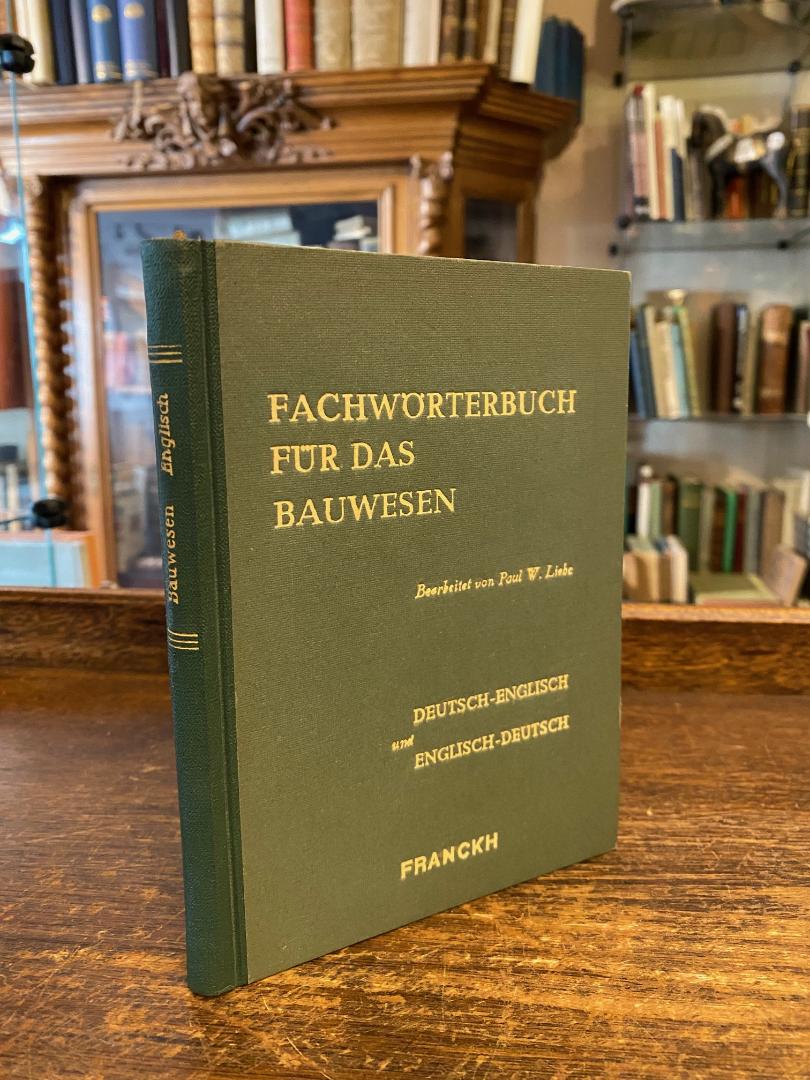 Bauwesen Englisch
FACHWÖRTERBUCH
FÜR DAS
BAUWESEN
Bearbeitet von Paul W. Liebe
DEUTSCH-ENGLISCH
und
ENGLISCH-DEUTSCH
FRANCKH